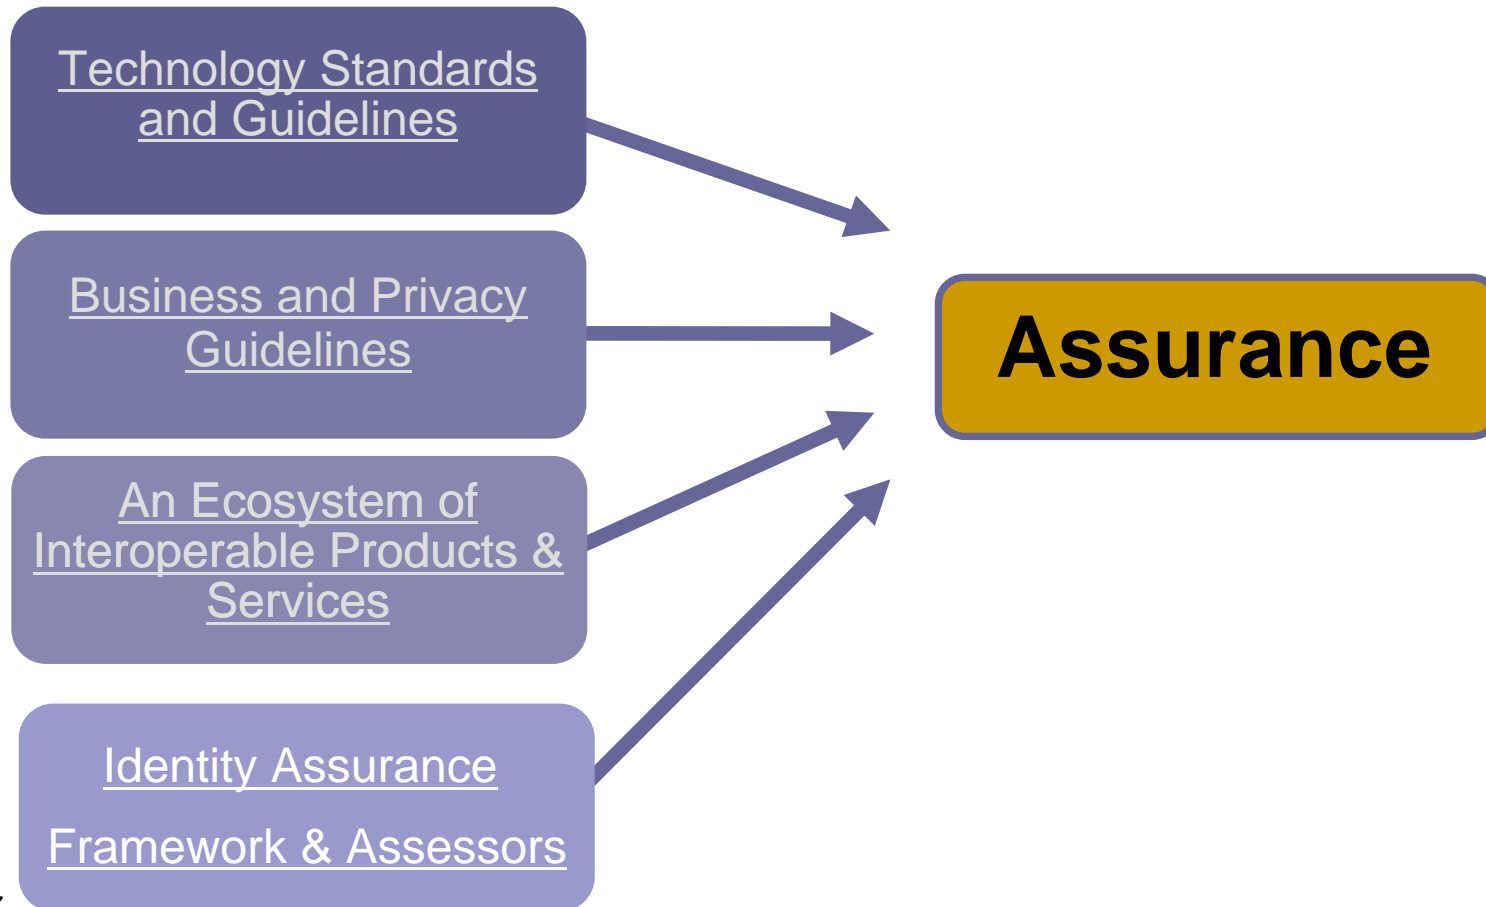 Technology Standards
and Guidelines
Business and Privacy
Guidelines
Assurance
An Ecosystem of
Interoperable Products &
Services
Identity Assurance
Framework & Assessors